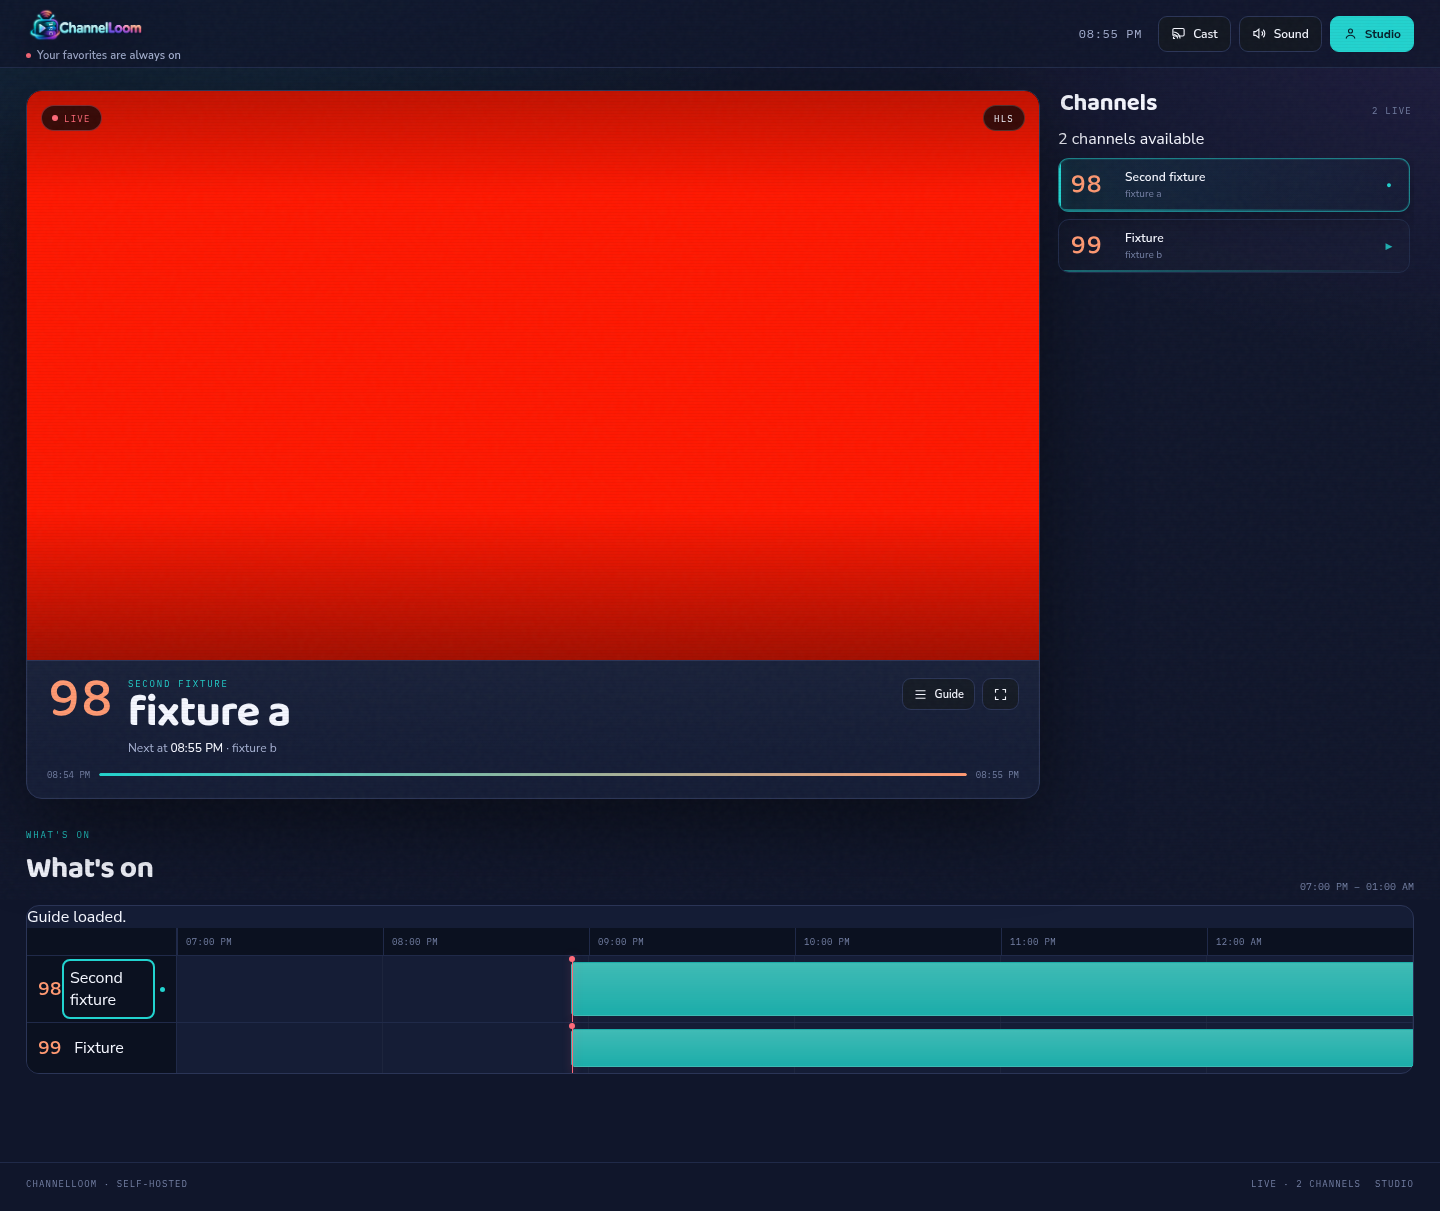 ChannelLoom
Your favorites are always on
08:55 PM
Cast
Sound
Studio
LIVE
HLS
Channels
2 LIVE
2 channels available
98
Second fixture
fixture a
99
Fixture
fixture b
98
SECOND FIXTURE
fixture a
Next at 08:55 PM · fixture b
Guide
08:54 PM
08:55 PM
WHAT'S ON
What's on
07:00 PM – 01:00 AM
Guide loaded.
07:00 PM
08:00 PM
09:00 PM
10:00 PM
11:00 PM
12:00 AM
98
Second
fixture
99
Fixture
CHANNELLOOM · SELF-HOSTED
LIVE · 2 CHANNELS
STUDIO